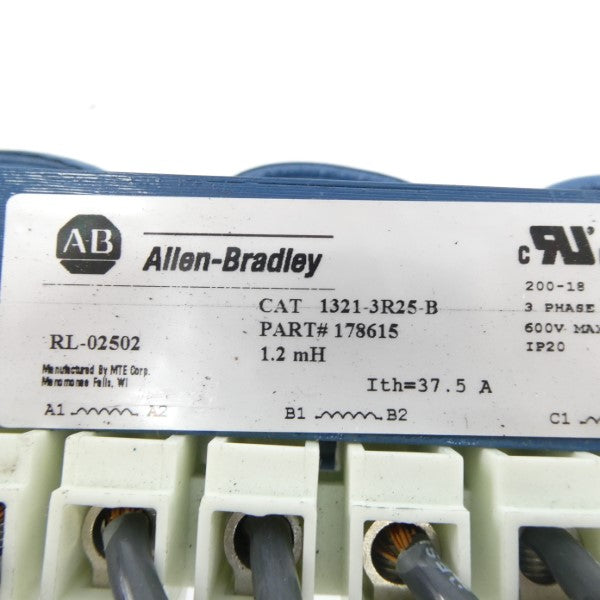 AB
Allen-Bradley
CAT 1321-3R25-B
PART# 178615
RL-02502
1.2 mH
Manufactured By MTE Corp.
Menomonee Falls, WI
Ith=37.5 A
A1 A2
B1 B2
C1
c RU
200-18
3 PHASE
600V MAX
IP20